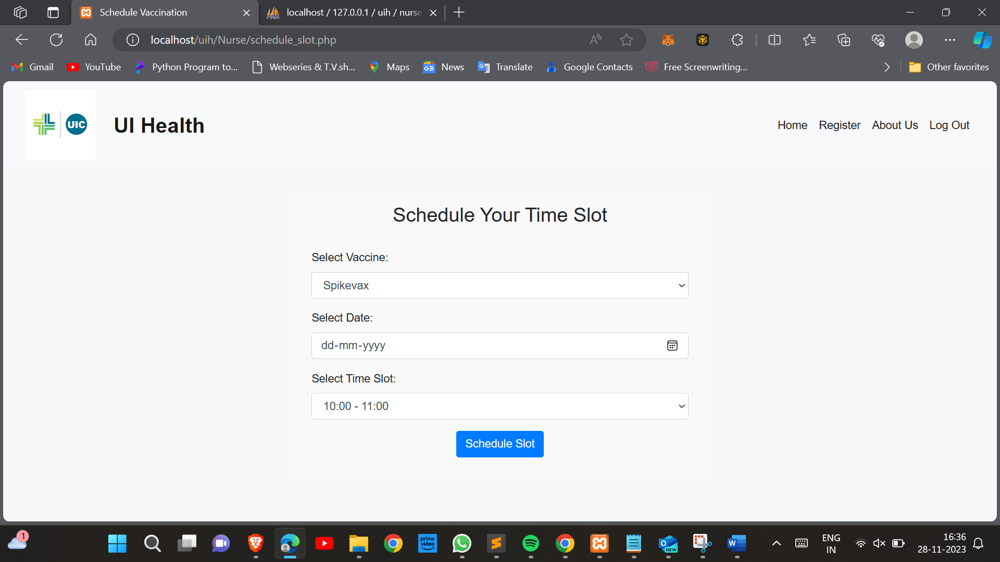 Schedule Vaccination
localhost / 127.0.0.1 / uih / nurse
localhost/uih/Nurse/schedule_slot.php
Gmail
YouTube
Python Program to...
Webseries & T.V.sh...
Maps
News
Translate
Google Contacts
Free Screenwriting...
Other favorites
UIC
UI Health
Home
Register
About Us
Log Out
Schedule Your Time Slot
Select Vaccine:
Spikevax
Select Date:
dd-mm-yyyy
Select Time Slot:
10:00 - 11:00
Schedule Slot
1
prime
video
NEW
W
ENG
IN
16:36
28-11-2023